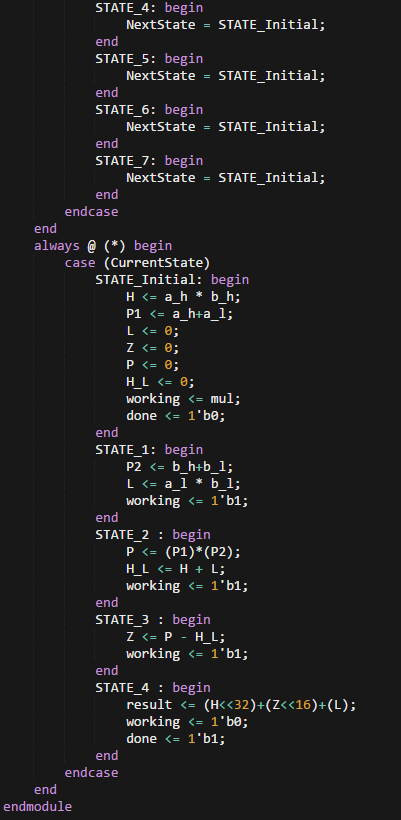 STATE_4: begin
NextState = STATE_Initial;
end
STATE_5: begin
NextState = STATE_Initial;
end
STATE_6: begin
NextState = STATE_Initial;
end
STATE_7: begin
NextState = STATE_Initial;
end
endcase
end
always @ (*) begin
case (CurrentState)
STATE_Initial: begin
H <= a_h * b_h;
P1 <= a_h+a_l;
L <= 0;
Z <= 0;
P <= 0;
H_L <= 0;
working <= mul;
done <= 1'b0;
end
STATE_1: begin
P2 <= b_h+b_l;
L <= a_l * b_l;
working <= 1'b1;
end
STATE_2 : begin
P <= (P1)*(P2);
H_L <= H + L;
working <= 1'b1;
end
STATE_3 : begin
Z <= P - H_L;
working <= 1'b1;
end
STATE_4 : begin
result <= (H<<32)+(Z<<16)+(L);
working <= 1'b0;
done <= 1'b1;
end
endcase
end
endmodule